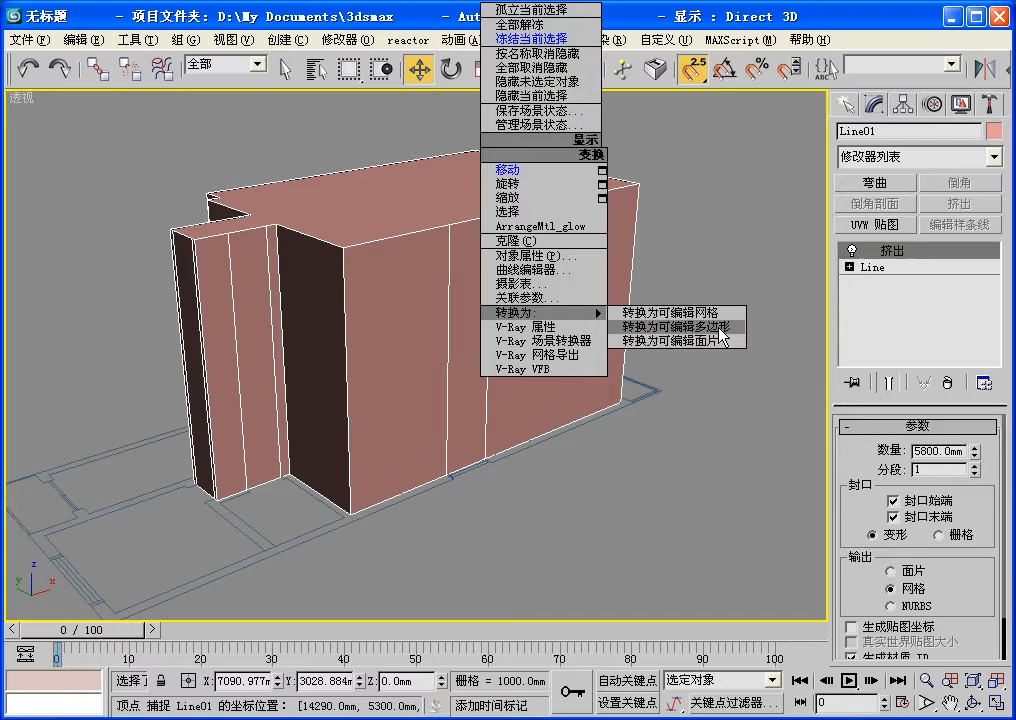 无标题 - 项目文件夹: D:\My Documents\3dsmax - Au - 显示 : Direct 3D
文件(F) 编辑(E) 工具(T) 组(G) 视图(V) 创建(C) 修改器(O) reactor 动画(A (R) 自定义(U) MAXScript(M) 帮助(H)
全部
2.5
ABC
孤立当前选择
全部解冻
冻结当前选择
按名称取消隐藏
全部取消隐藏
隐藏未选定对象
隐藏当前选择
保存场景状态...
管理场景状态...
显示
变换
移动
旋转
缩放
选择
ArrangeMtl_glow
克隆(C)
对象属性(P)...
曲线编辑器...
摄影表...
关联参数...
转换为:
V-Ray 属性
V-Ray 场景转换器
V-Ray 网格导出
V-Ray VFB
转换为可编辑网格
转换为可编辑多边形
转换为可编辑面片
透视
z
y
x
Line01
修改器列表
弯曲 倒角
倒角剖面 挤出
UVW 贴图 编辑样条线
挤出
Line
- 参数
数量: 5800.0mm
分段: 1
封口
封口始端
封口末端
变形 栅格
输出
面片
网格
NURBS
生成贴图坐标
真实世界贴图大小
生成材质 ID
< 0 / 100 >
0 10 20 30 40 50 60 70 80 90 100
选择了 X: 7090.977m Y: 3028.884m Z: 0.0mm 栅格 = 1000.0mm 自动关键点 选定对象
顶点 捕捉 Line01 的坐标位置: [14290.0mm, 5300.0mm, 添加时间标记 设置关键点 关键点过滤器... 0